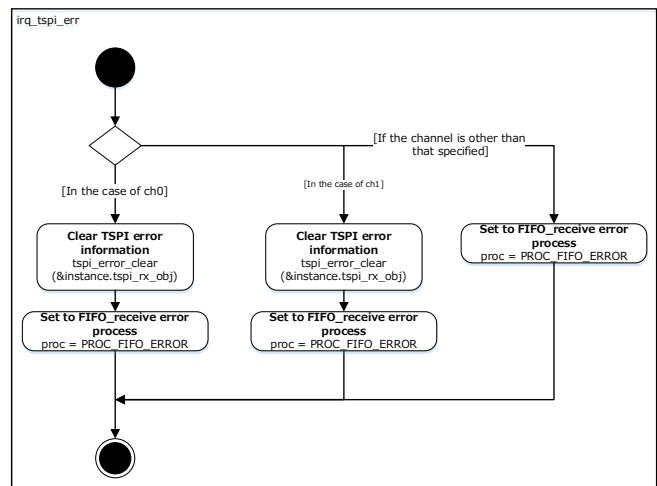 irq_tspi_err
[If the channel is other than
that specified]
[In the case of ch0]
[In the case of ch1]
Clear TSPI error
information
tspi_error_clear
(&instance.tspi_rx_obj)
Clear TSPI error
information
tspi_error_clear
(&instance.tspi_rx_obj)
Set to FIFO_receive error
process
proc = PROC_FIFO_ERROR
Set to FIFO_receive error
process
proc = PROC_FIFO_ERROR
Set to FIFO_receive error
process
proc = PROC_FIFO_ERROR